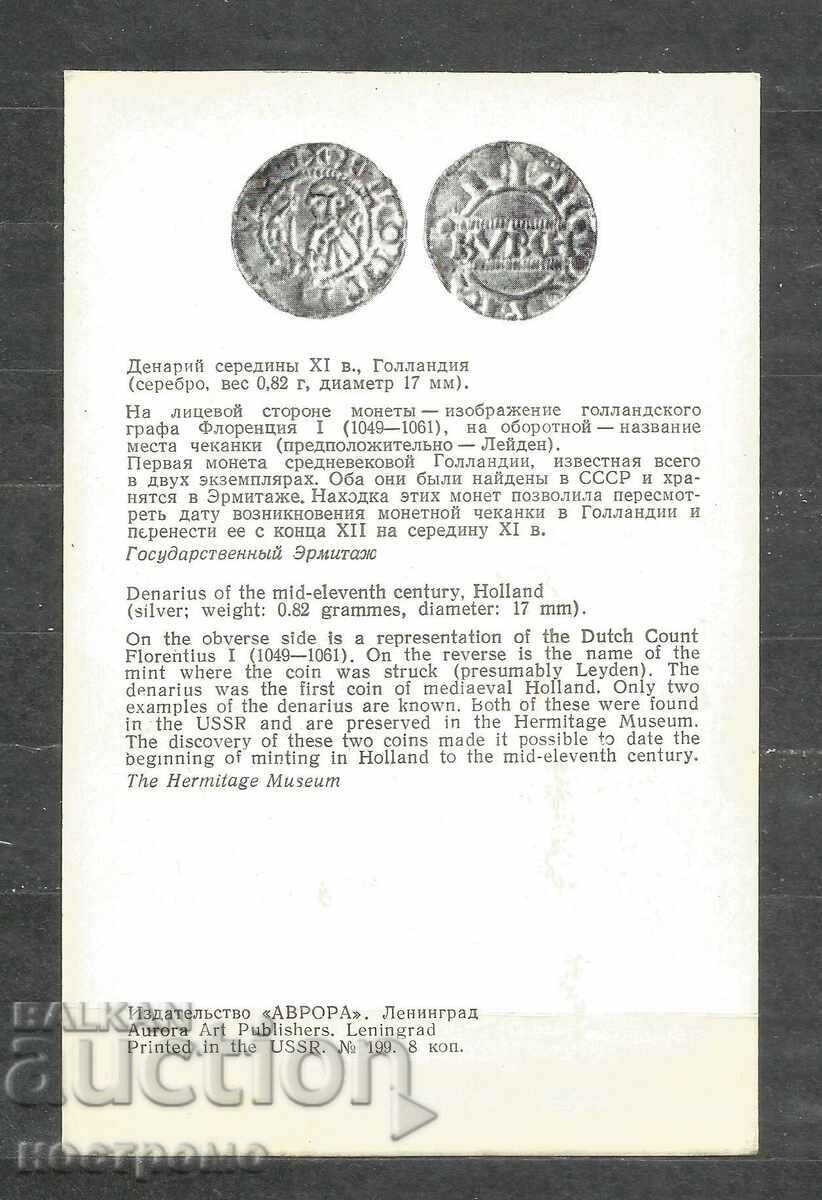 BVRCH
Денарий середины XI в., Голландия
(серебро, вес 0,82 г, диаметр 17 мм).
На лицевой стороне монеты — изображение голландского
графа Флоренция I (1049—1061), на оборотной — название
места чеканки (предположительно — Лейден).
Первая монета средневековой Голландии, известная всего
в двух экземплярах. Оба они были найдены в СССР и хра-
нятся в Эрмитаже. Находка этих монет позволила пересмот-
реть дату возникновения монетной чеканки в Голландии и
перенести ее с конца XII на середину XI в.
Государственный Эрмитаж
Denarius of the mid-eleventh century, Holland
(silver; weight: 0.82 grammes, diameter: 17 mm).
On the obverse side is a representation of the Dutch Count
Florentius I (1049—1061). On the reverse is the name of the
mint where the coin was struck (presumably Leyden). The
denarius was the first coin of mediaeval Holland. Only two
examples of the denarius are known. Both of these were found
in the USSR and are preserved in the Hermitage Museum.
The discovery of these two coins made it possible to date the
beginning of minting in Holland to the mid-eleventh century.
The Hermitage Museum
Издательство «АВРОРА». Ленинград
Aurora Art Publishers. Leningrad
Printed in the USSR. № 199. 8 коп.
BALKAN
auction
костромо